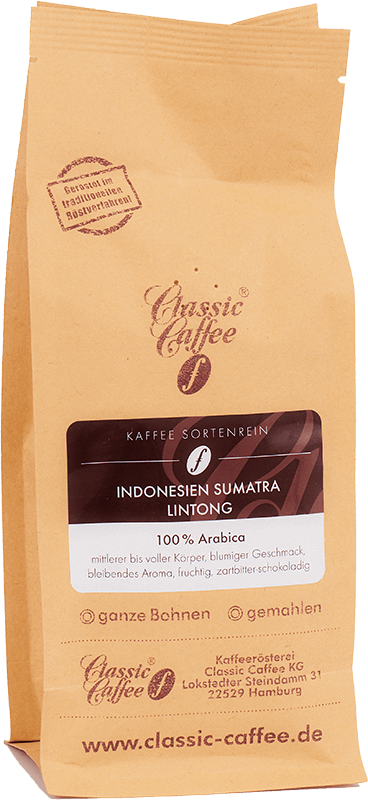 Geröstet im
traditionellen
Röstverfahren!
Classic®
Caffee
f
KAFFEE SORTENREIN
f
INDONESIEN SUMATRA
LINTONG
100% Arabica
mittlerer bis voller Körper, blumiger Geschmack,
bleibendes Aroma, fruchtig, zartbitter-schokoladig
ganze Bohnen gemahlen
Classic®
Caffee f
Kaffeerösterei
Classic Caffee KG
Lokstedter Steindamm 31
22529 Hamburg
www.classic-caffee.de